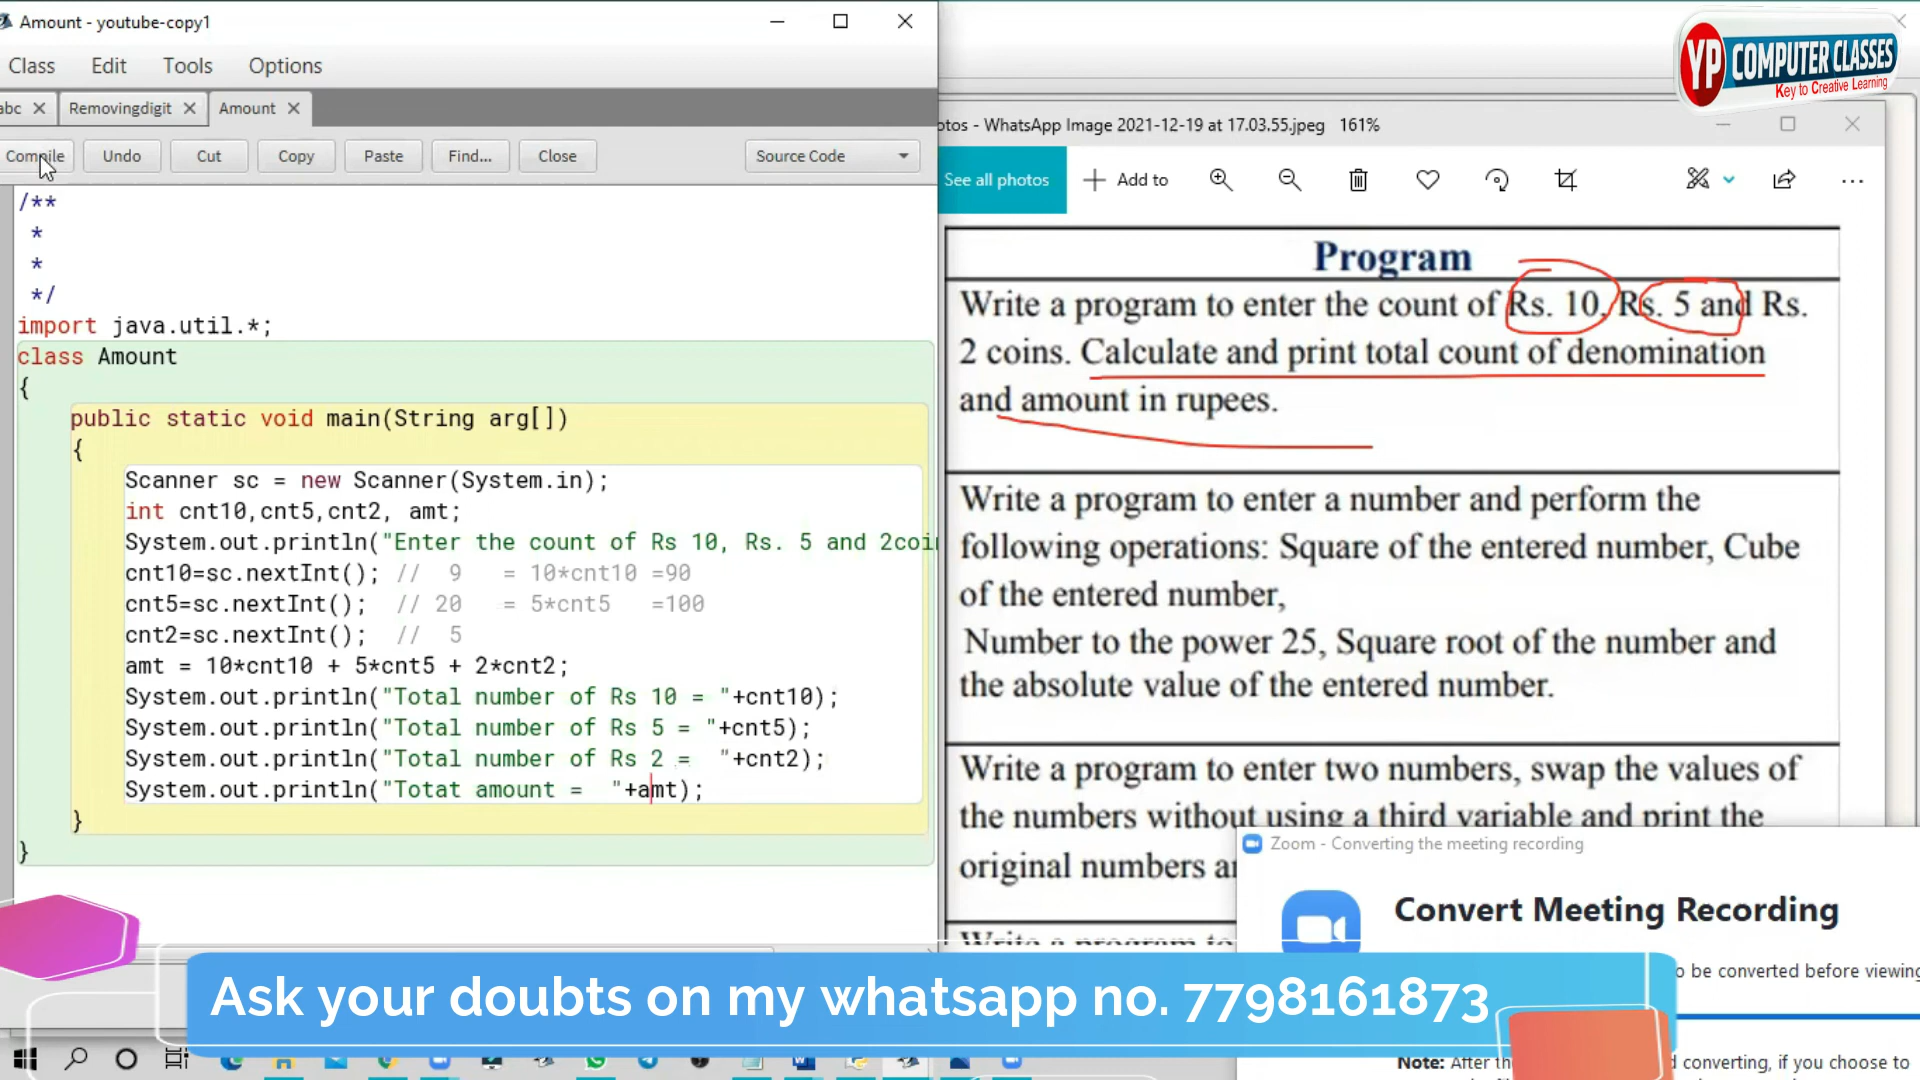 Amount - youtube-copy1
Class Edit Tools Options
abc Removingdigit Amount
Compile Undo Cut Copy Paste Find... Close Source Code
/**
*
*
*/
import java.util.*;
class Amount
{
public static void main(String arg[])
{
Scanner sc = new Scanner(System.in);
int cnt10,cnt5,cnt2, amt;
System.out.println("Enter the count of Rs 10, Rs. 5 and 2coi
cnt10=sc.nextInt(); // 9 = 10*cnt10 =90
cnt5=sc.nextInt(); // 20 = 5*cnt5 =100
cnt2=sc.nextInt(); // 5
amt = 10*cnt10 + 5*cnt5 + 2*cnt2;
System.out.println("Total number of Rs 10 = "+cnt10);
System.out.println("Total number of Rs 5 = "+cnt5);
System.out.println("Total number of Rs 2 = "+cnt2);
System.out.println("Totat amount = "+amt);
}
}
YP COMPUTER CLASSES
Key to Creative Learning
otos - WhatsApp Image 2021-12-19 at 17.03.55.jpeg 161%
See all photos Add to
Program
Write a program to enter the count of Rs. 10, Rs. 5 and Rs.
2 coins. Calculate and print total count of denomination
and amount in rupees.
Write a program to enter a number and perform the
following operations: Square of the entered number, Cube
of the entered number,
Number to the power 25, Square root of the number and
the absolute value of the entered number.
Write a program to enter two numbers, swap the values of
the numbers without using a third variable and print the
original numbers a
Write a program to
Zoom - Converting the meeting recording
Convert Meeting Recording
o be converted before viewing
Note: After th d converting, if you choose to
Ask your doubts on my whatsapp no. 7798161873